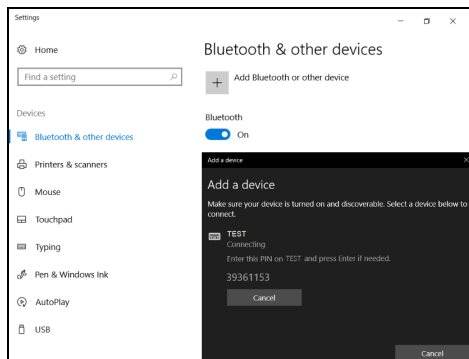 Settings
Home
Find a setting
Devices
Bluetooth & other devices
Printers & scanners
Mouse
Touchpad
Typing
Pen & Windows Ink
AutoPlay
USB
Bluetooth & other devices
Add Bluetooth or other device
Bluetooth
On
Add a device
Add a device
Make sure your device is turned on and discoverable. Select a device below to
connect.
TEST
Connecting
Enter this PIN on TEST and press Enter if needed.
39361153
Cancel
Cancel